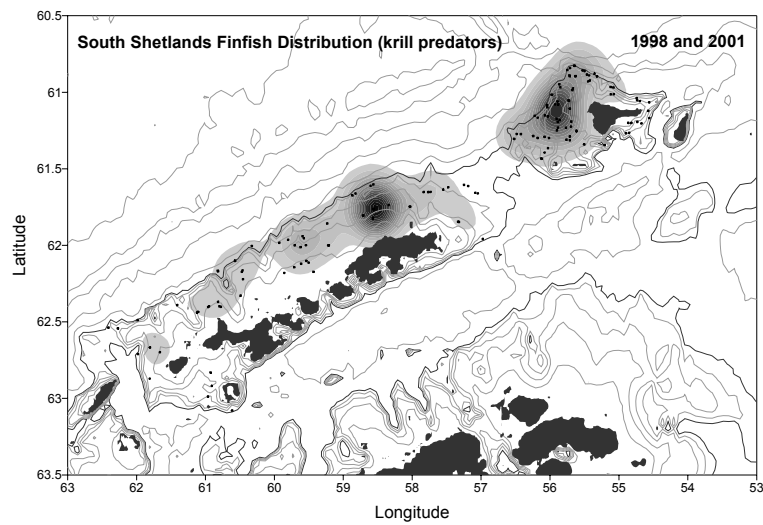 South Shetlands Finfish Distribution (krill predators) 1998 and 2001
60.5
61
61.5
62
62.5
63
63.5
Latitude
63 62 61 60 59 58 57 56 55 54 53
Longitude